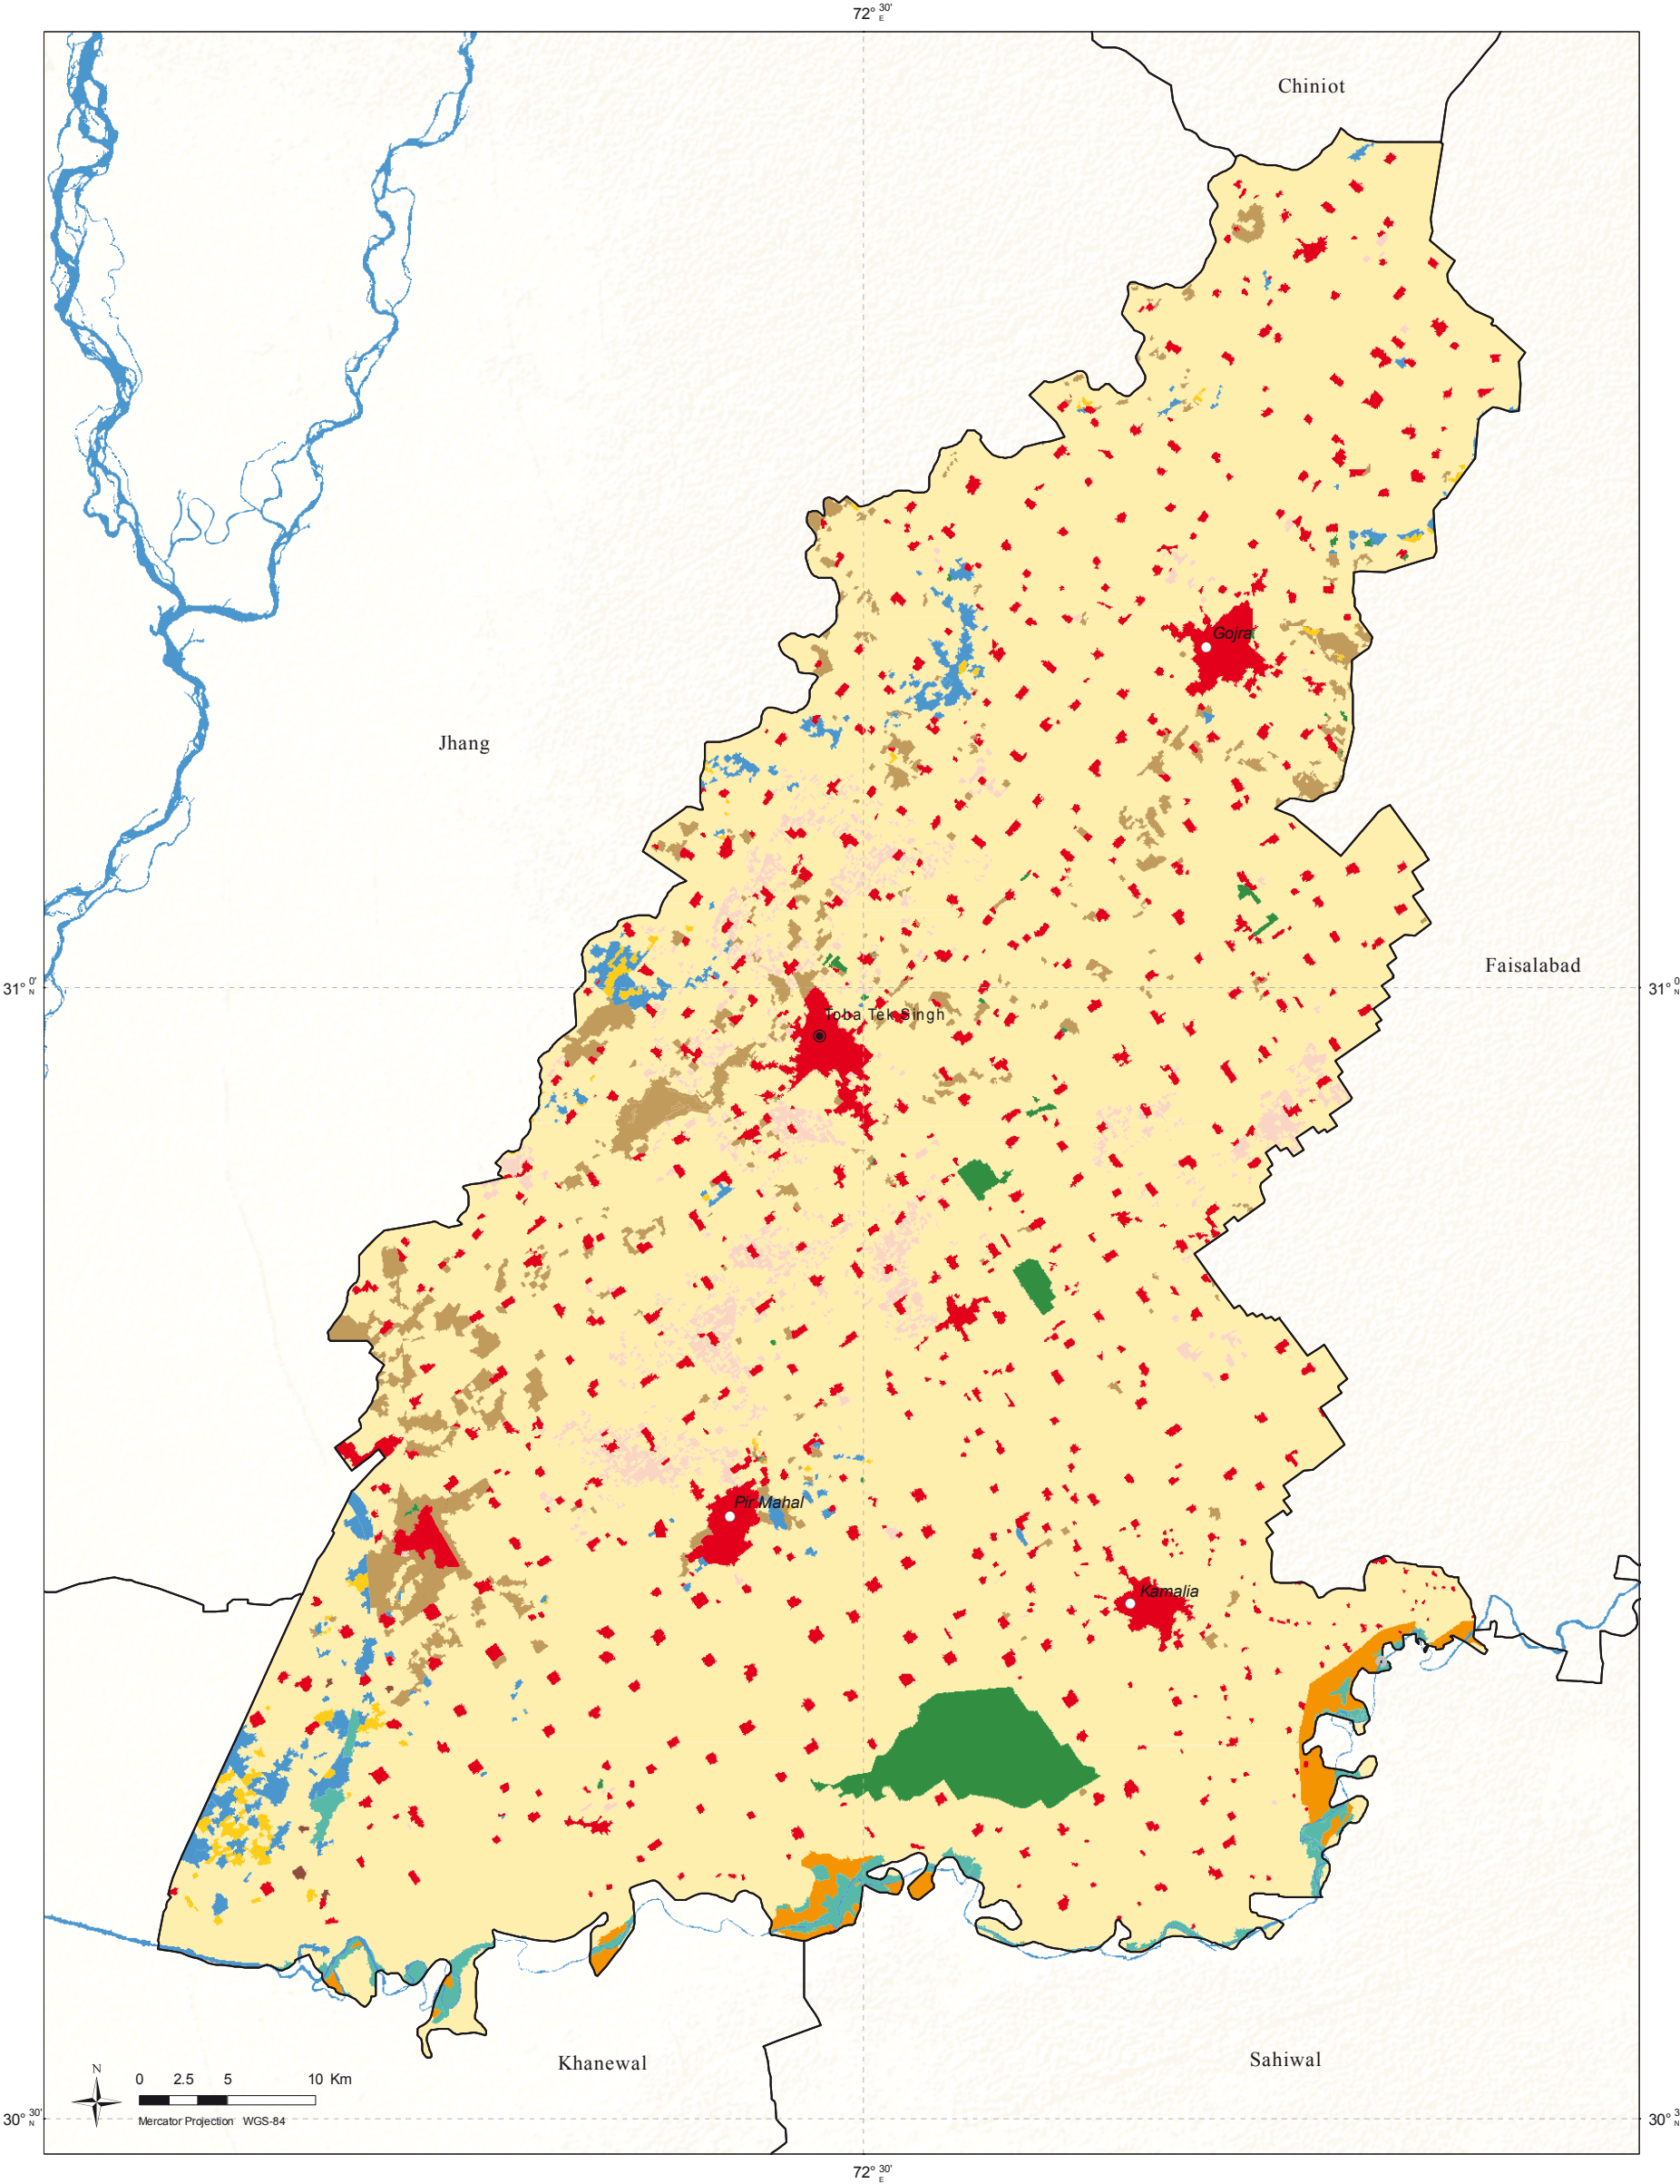 72° 30' E
Chiniot
Gojra
Jhang
Faisalabad
31° 0' N
31° 0' N
Toba Tek Singh
Pir Mahal
Kamalia
Khanewal
Sahiwal
N
0 2.5 5 10 Km
Mercator Projection WGS-84
30° 30' N
30° 3 N
72° 30' E